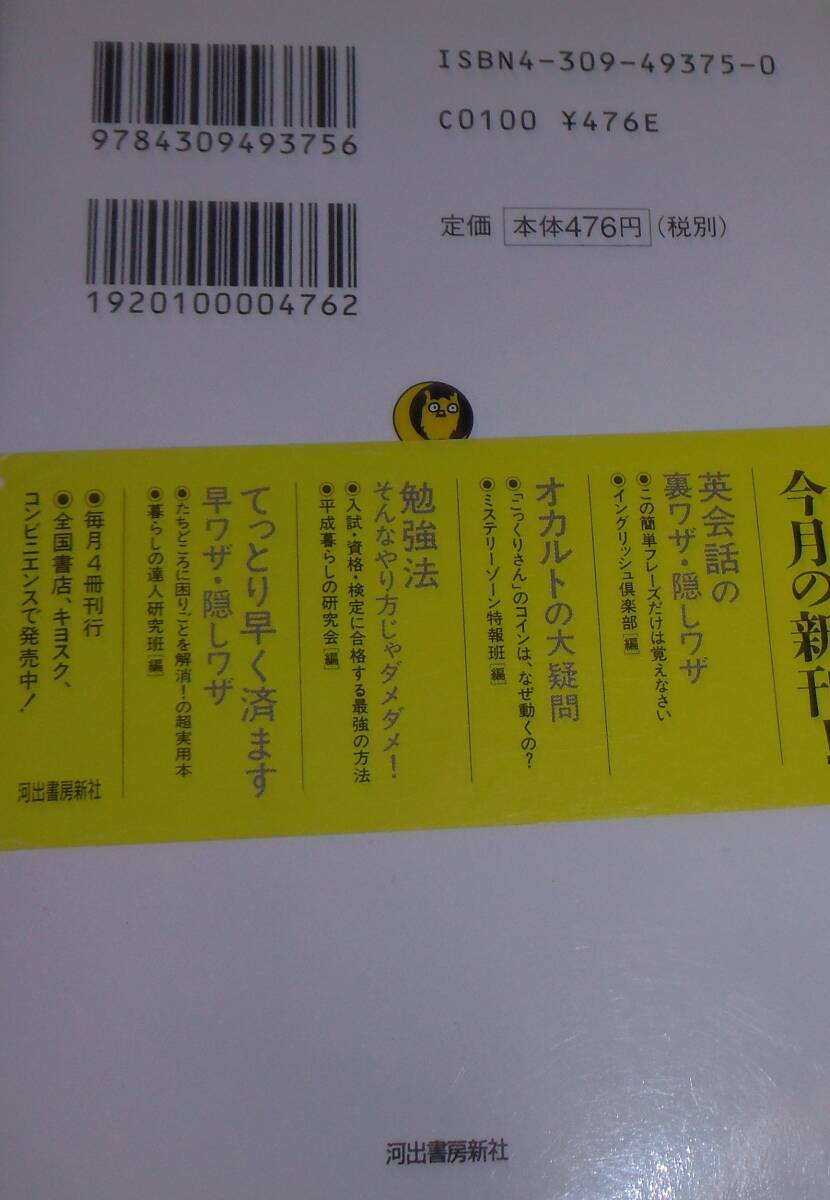 ISBN4-309-49375-0
9784309493756
C0100 ¥476E
定価 本体476円(税別)
1920100004762
今月の新刊!
英会話の
裏ワザ・隠しワザ
●この簡単フレーズだけは覚えなさい
●イングリッシュ倶楽部[編]
オカルトの大疑問
●「こっくりさん」のコインは、なぜ動くの?
●ミステリーゾーン特報班[編]
勉強法
そんなやり方じゃダメダメ!
●入試・資格・検定に合格する最強の方法
●平成暮らしの研究会[編]
てっとり早く済ます
早ワザ・隠しワザ
●たちどころに困りごとを解消!の超実用本
●暮らしの達人研究班[編]
●毎月4冊刊行
●全国書店、キヨスク、
コンビニエンスで発売中!
河出書房新社
河出書房新社